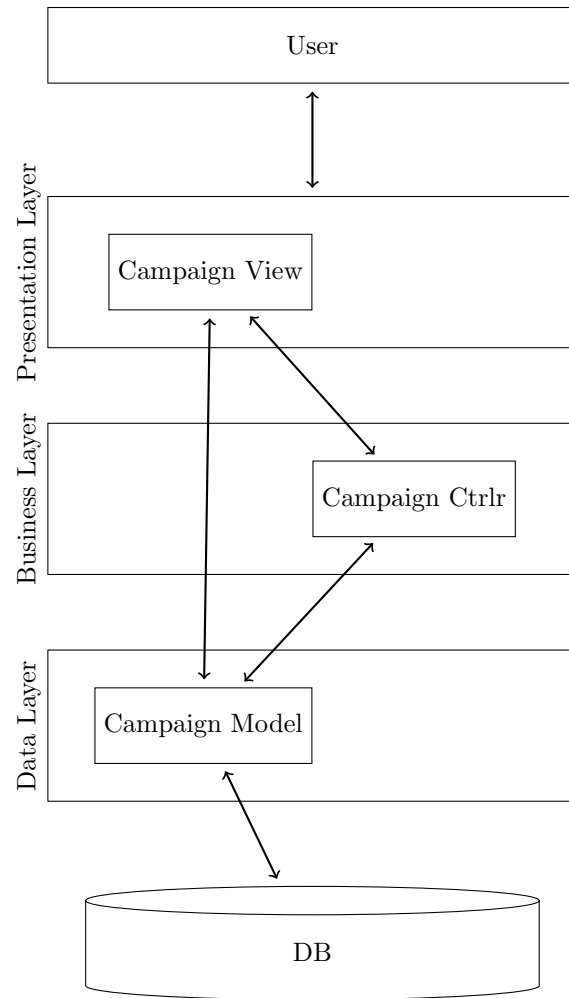 User
Presentation Layer
Campaign View
Business Layer
Campaign Ctrlr
Data Layer
Campaign Model
DB